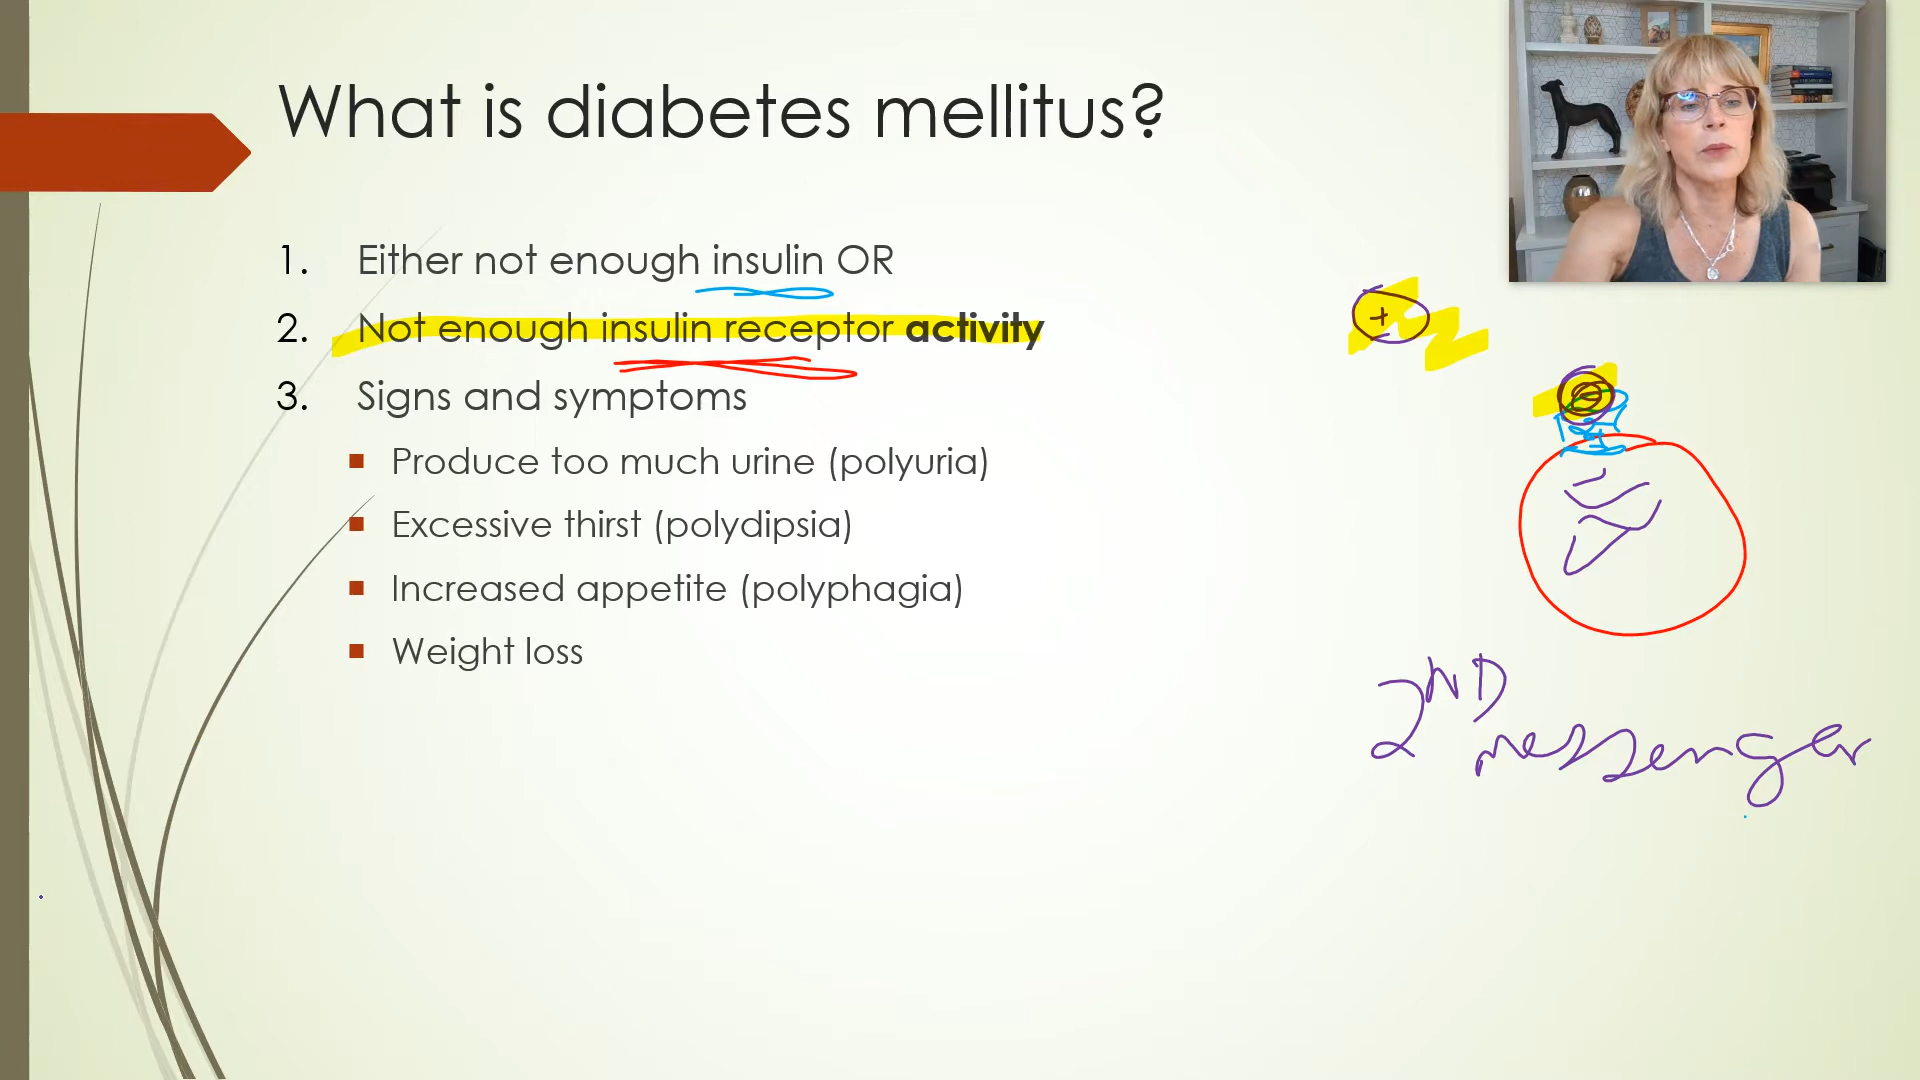 What is diabetes mellitus?
1. Either not enough insulin OR
2. Not enough insulin receptor activity
3. Signs and symptoms
■ Produce too much urine (polyuria)
■ Excessive thirst (polydipsia)
■ Increased appetite (polyphagia)
■ Weight loss
+
2ND
messenger